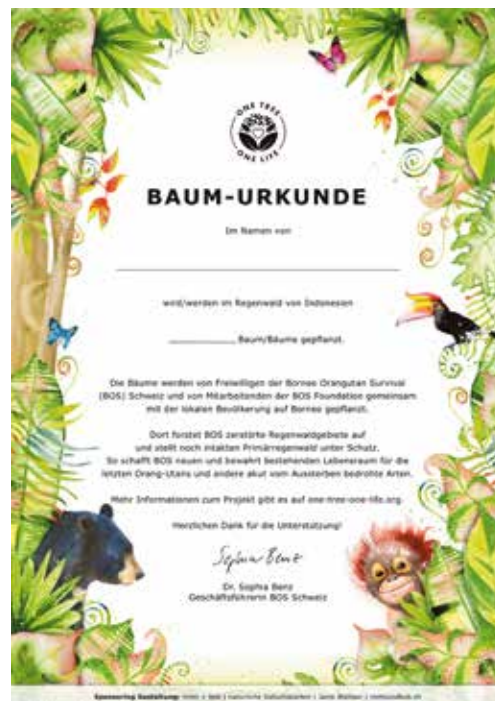 ONE TREE
ONE LIFE
BAUM-URKUNDE
Im Namen von
wird/werden im Regenwald von Indonesien
Baum/Bäume gepflanzt.
Die Bäume werden von Freiwilligen der Borneo Orangutan Survival
(BOS) Schweiz und von Mitarbeitenden der BOS Foundation gemeinsam
mit der lokalen Bevölkerung auf Borneo gepflanzt.
Dort forstet BOS zerstörte Regenwaldgebiete auf
und stellt noch intakten Primärregenwald unter Schutz.
So schafft BOS neuen und bewahrt bestehenden Lebensraum für die
letzten Orang-Utans und andere akut vom Aussterben bedrohte Arten.
Mehr Informationen zum Projekt gibt es auf one-tree-one-life.org.
Herzlichen Dank für die Unterstützung!
Sophia Benz
Dr. Sophia Benz
Geschäftsführerin BOS Schweiz
Sponsoring Gestaltung: